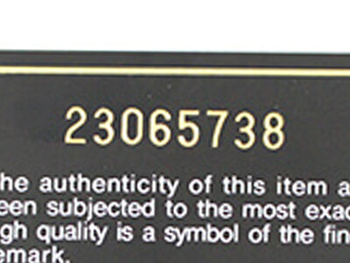 23065738
he authenticity of this item a
een subjected to the most exac
gh quality is a symbol of the fin
emark.